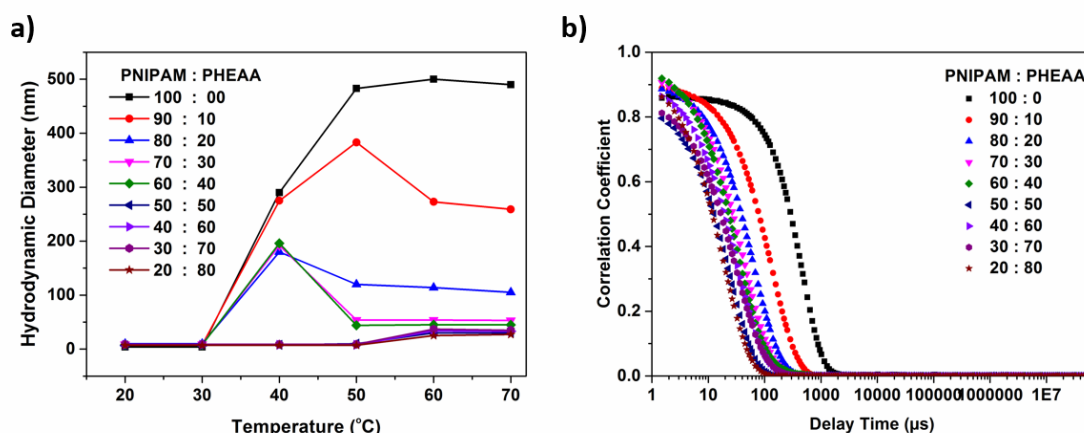 a)
Hydrodynamic Diameter (nm)
500
400
300
200
100
0
PNIPAM : PHEAA
100 : 00
90 : 10
80 : 20
70 : 30
60 : 40
50 : 50
40 : 60
30 : 70
20 : 80
20 30 40 50 60 70
Temperature (°C)
b)
Correlation Coefficient
1.0
0.8
0.6
0.4
0.2
0.0
PNIPAM : PHEAA
100 : 0
90 : 10
80 : 20
70 : 30
60 : 40
50 : 50
40 : 60
30 : 70
20 : 80
1 10 100 1000 10000 100000 1000000 1E7
Delay Time (µs)